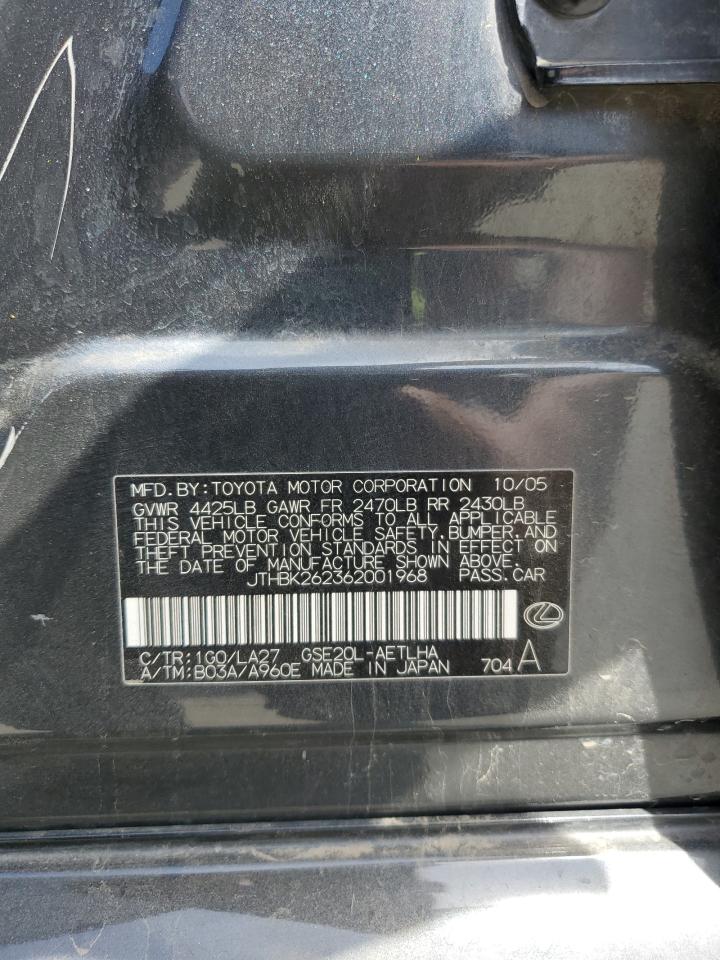 MFD.BY:TOYOTA MOTOR CORPORATION 10/05
GVWR 4425LB GAWR FR 2470LB RR 2430LB
THIS VEHICLE CONFORMS TO ALL APPLICABLE
FEDERAL MOTOR VEHICLE SAFETY,BUMPER,AND
THEFT PREVENTION STANDARDS IN EFFECT ON
THE DATE OF MANUFACTURE SHOWN ABOVE.
JTHBK262362001968 PASS.CAR
C/TR:1G0/LA27 GSE20L-AETLHA
A/TM:B03A/A960E MADE IN JAPAN 704 A